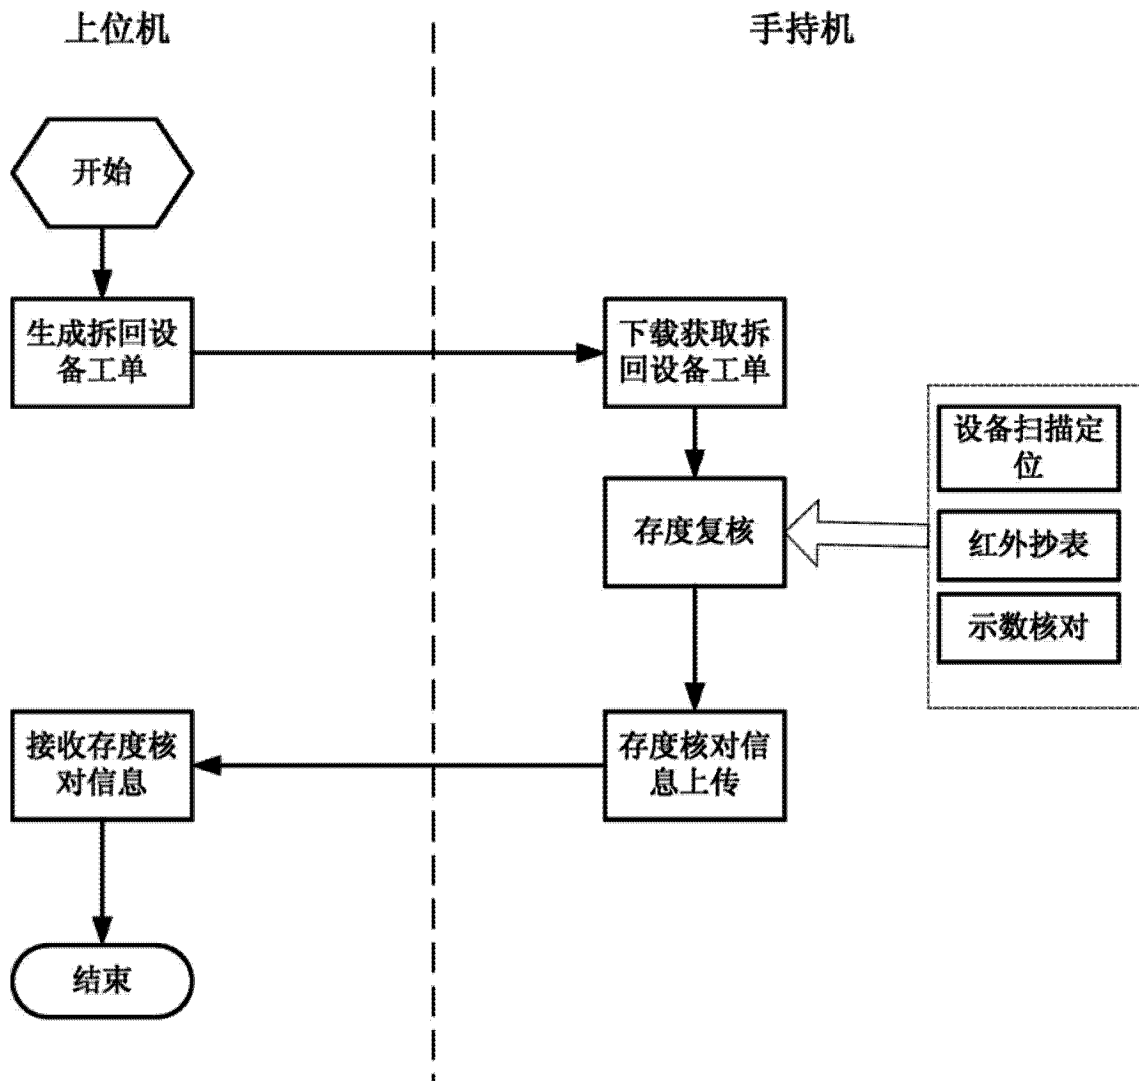 上位机
手持机
开始
生成拆回设
备工单
下载获取拆
回设备工单
设备扫描定
位
存度复核
红外抄表
示数核对
接收存度核
对信息
存度核对信
息上传
结束